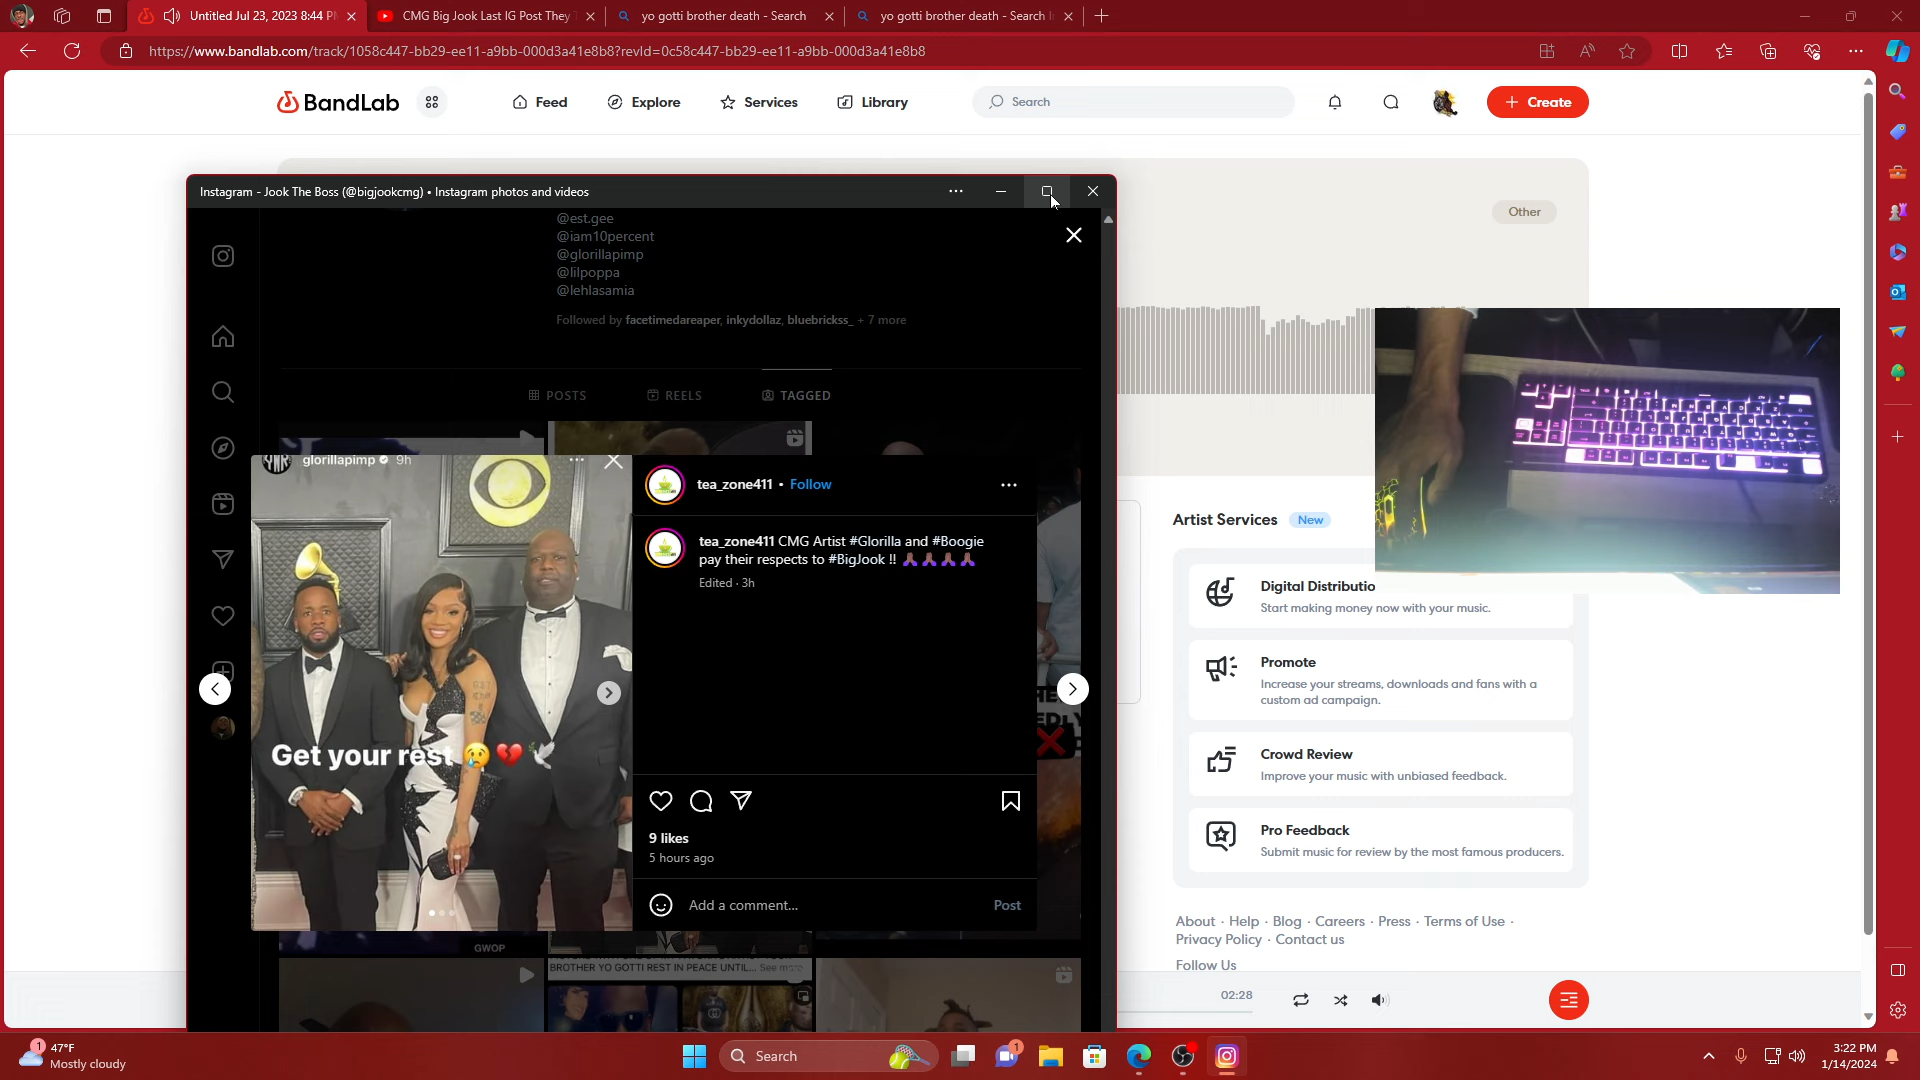 Untitled Jul 23, 2023 8:44 P
CMG Big Jook Last IG Post They
yo gotti brother death - Search
yo gotti brother death - Search
https://www.bandlab.com/track/1058c447-bb29-ee11-a9bb-000d3a41e8b8?revId=0c58c447-bb29-ee11-a9bb-000d3a41e8b8
BandLab
Feed
Explore
Services
Library
Search
Create
Other
Instagram - Jook The Boss (@bigjookcmg) • Instagram photos and videos
@est.gee
@iam10percent
@glorillapimp
@lilpoppa
@lehlasamia
Followed by facetimedareaper, inkydollaz, bluebrickss_ + 7 more
POSTS
REELS
TAGGED
glorillapimp 9h
Get your rest 😢💔🕊
tea_zone411 • Follow
tea_zone411 CMG Artist #Glorilla and #Boogie
pay their respects to #BigJook !! 🙏🏾🙏🏾🙏🏾🙏🏾
Edited · 3h
9 likes
5 hours ago
Add a comment...
Post
GWOP
BROTHER YO GOTTI REST IN PEACE UNTIL... See more
Artist Services New
Digital Distributio
Start making money now with your music.
Promote
Increase your streams, downloads and fans with a
custom ad campaign.
Crowd Review
Improve your music with unbiased feedback.
Pro Feedback
Submit music for review by the most famous producers.
About · Help · Blog · Careers · Press · Terms of Use ·
Privacy Policy · Contact us
Follow Us
02:28
1
47°F
Mostly cloudy
Search
1
3:22 PM
1/14/2024